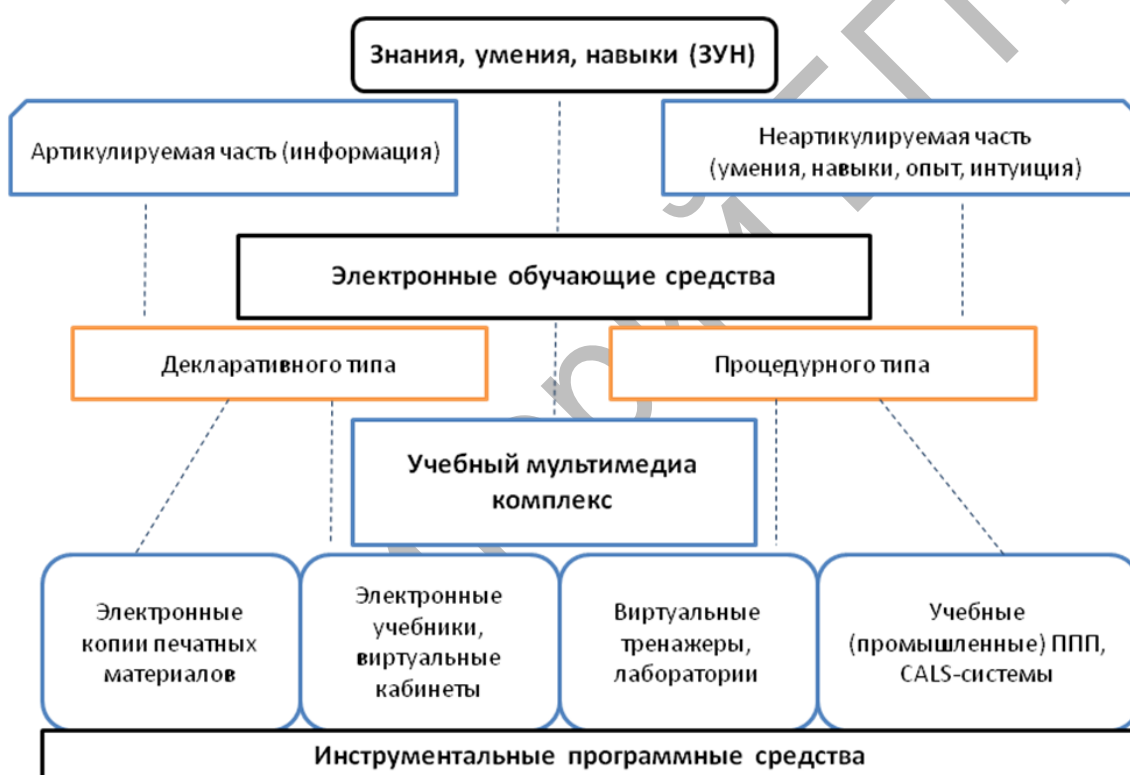 Знания, умения, навыки (ЗУН)
Артикулируемая часть (информация)
Неартикулируемая часть
(умения, навыки, опыт, интуиция)
Электронные обучающие средства
Декларативного типа
Процедурного типа
Учебный мультимедиа
комплекс
Электронные
копии печатных
материалов
Электронные
учебники,
виртуальные
кабинеты
Виртуальные
тренажеры,
лаборатории
Учебные
(промышленные) ППП,
CALS-системы
Инструментальные программные средства